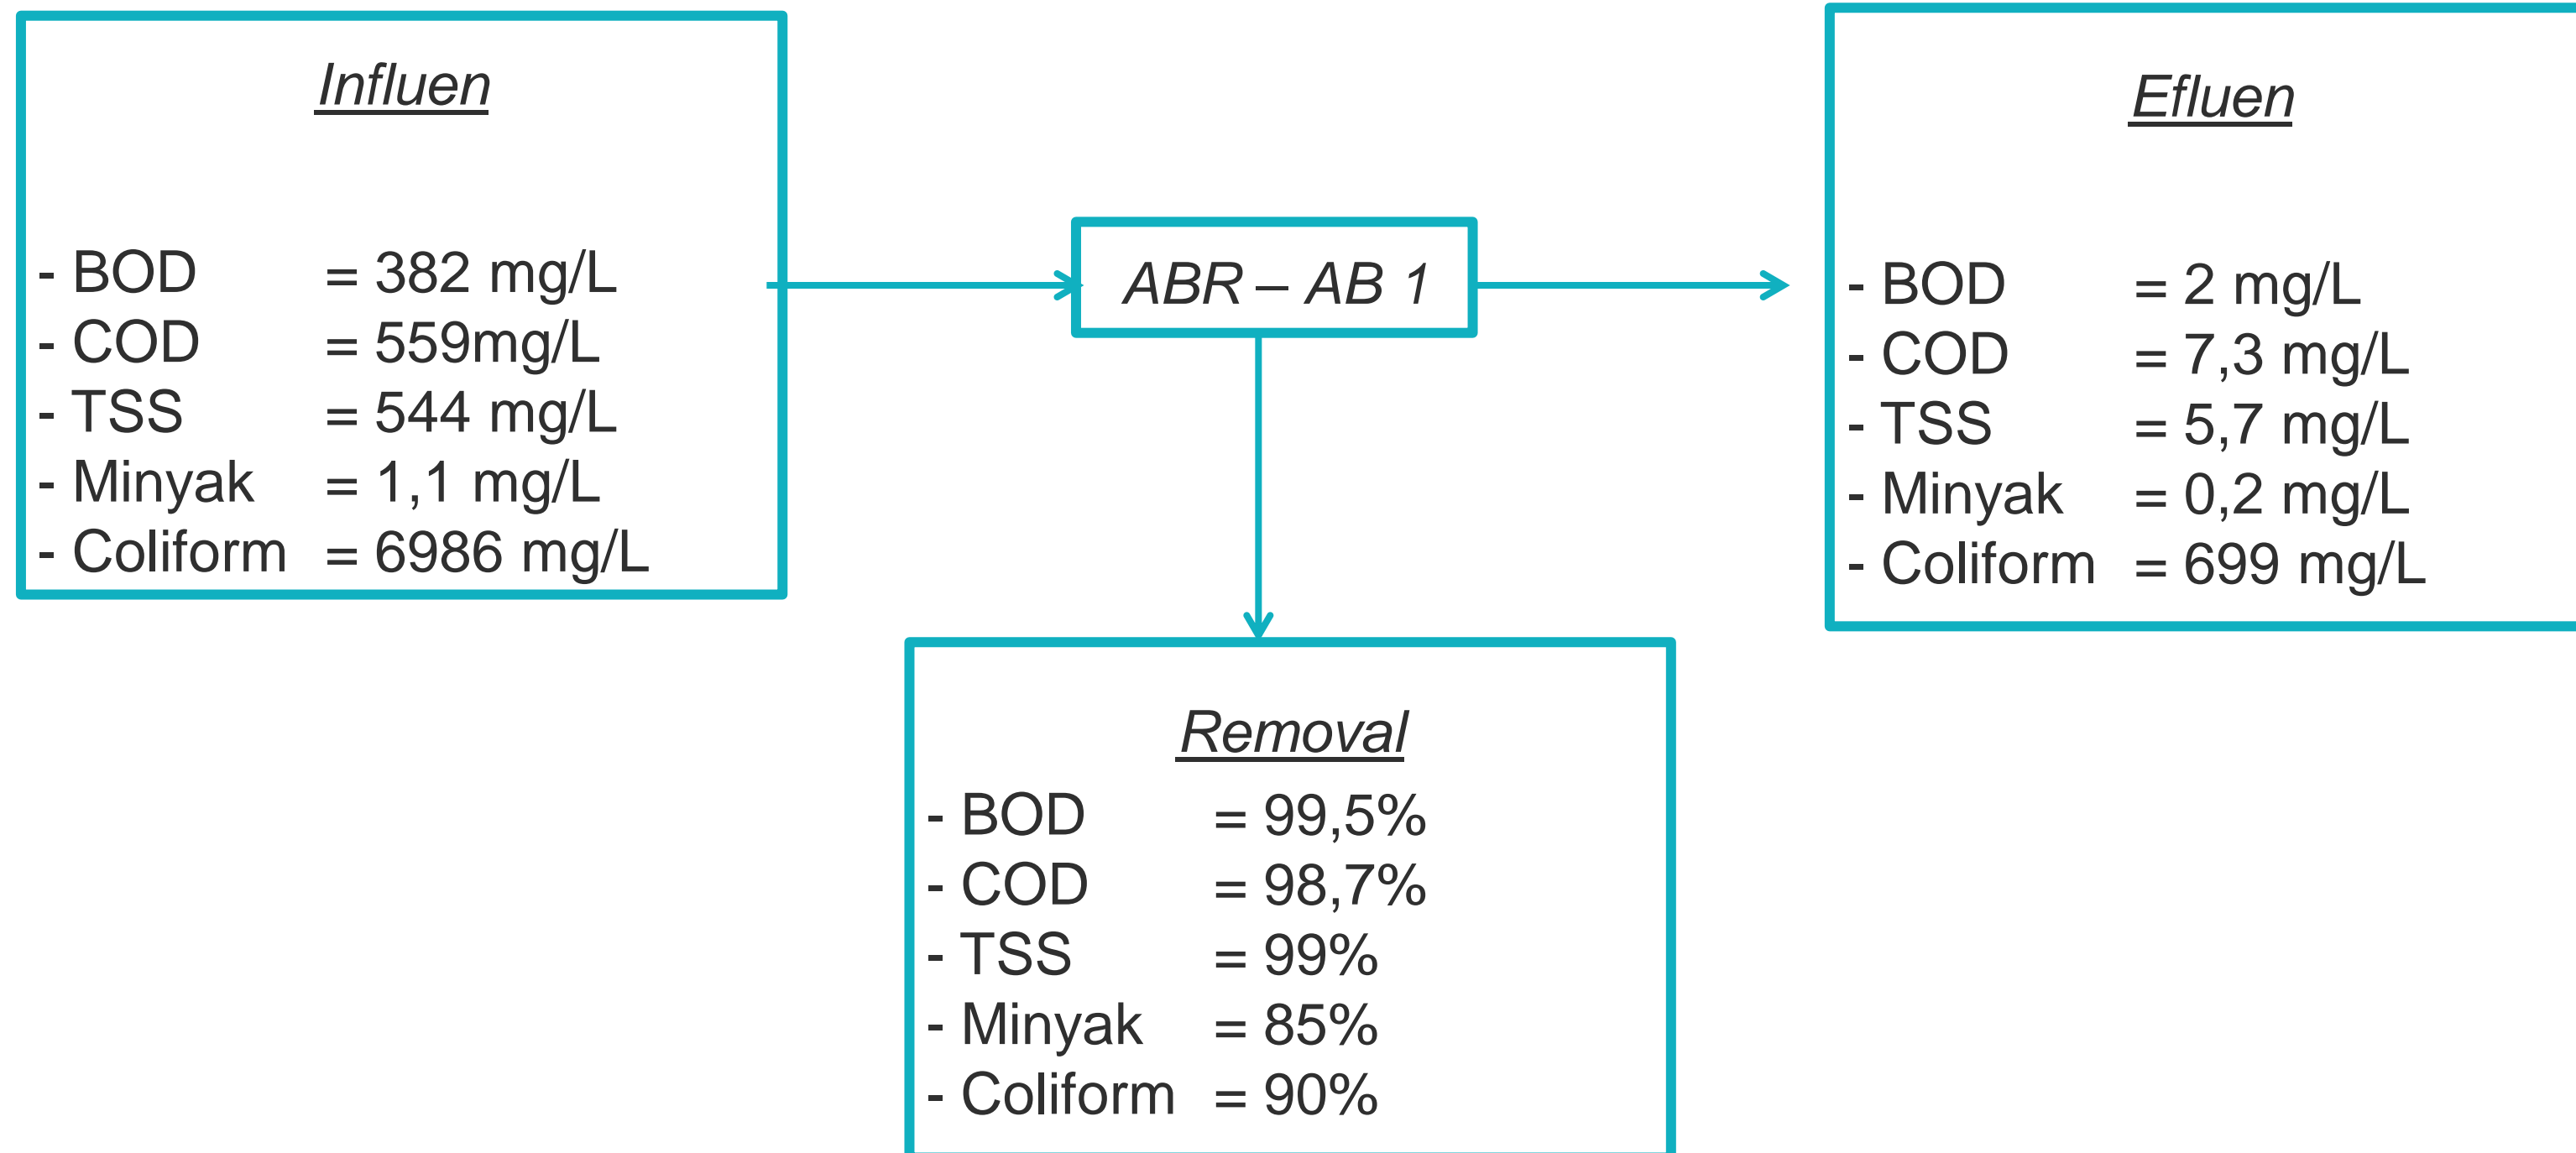 Influen
- BOD = 382 mg/L
- COD = 559mg/L
- TSS = 544 mg/L
- Minyak = 1,1 mg/L
- Coliform = 6986 mg/L
ABR – AB 1
Efluen
- BOD = 2 mg/L
- COD = 7,3 mg/L
- TSS = 5,7 mg/L
- Minyak = 0,2 mg/L
- Coliform = 699 mg/L
Removal
- BOD = 99,5%
- COD = 98,7%
- TSS = 99%
- Minyak = 85%
- Coliform = 90%